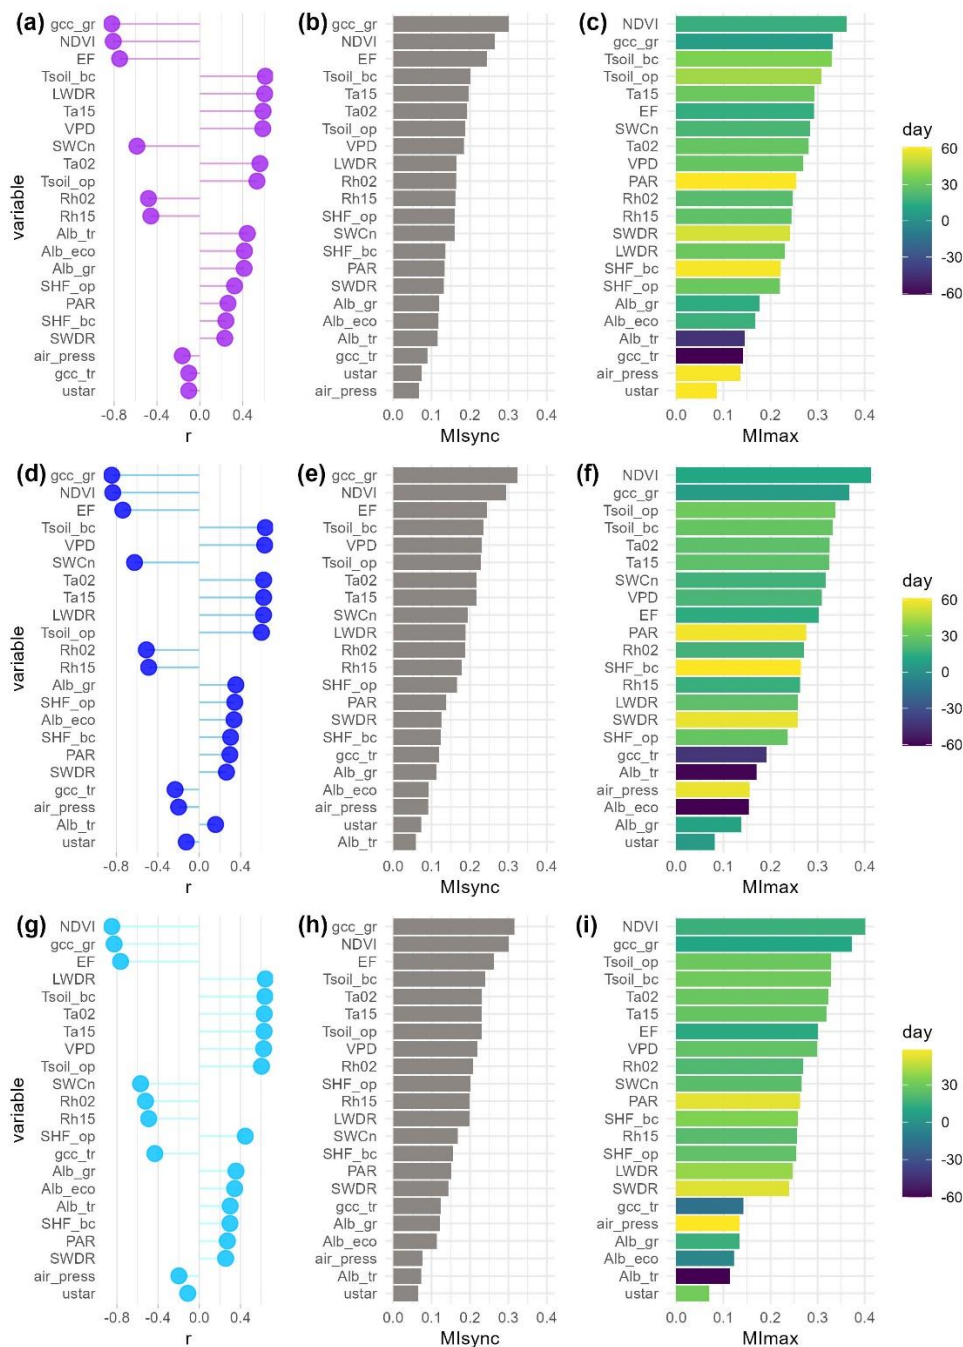 (a)
variable
gcc_gr
NDVI
EF
Tsoil_bc
LWDR
Ta15
VPD
SWCn
Ta02
Tsoil_op
Rh02
Rh15
Alb_tr
Alb_eco
Alb_gr
SHF_op
PAR
SHF_bc
SWDR
air_press
gcc_tr
ustar
-0.8 -0.4 0.0 0.4 0.8
r
(b)
gcc_gr
NDVI
EF
Tsoil_bc
Ta15
Ta02
Tsoil_op
VPD
LWDR
Rh02
Rh15
SHF_op
SWCn
SHF_bc
PAR
SWDR
Alb_gr
Alb_eco
Alb_tr
gcc_tr
ustar
air_press
0.0 0.1 0.2 0.3 0.4
MIsync
(c)
NDVI
gcc_gr
Tsoil_bc
Tsoil_op
Ta15
EF
SWCn
Ta02
VPD
PAR
Rh02
Rh15
SWDR
LWDR
SHF_bc
SHF_op
Alb_gr
Alb_eco
Alb_tr
gcc_tr
air_press
ustar
0.0 0.1 0.2 0.3 0.4
MImax
day
60
30
0
-30
-60
(d)
variable
gcc_gr
NDVI
EF
Tsoil_bc
VPD
SWCn
Ta02
Ta15
LWDR
Tsoil_op
Rh02
Rh15
Alb_gr
SHF_op
Alb_eco
SHF_bc
PAR
SWDR
gcc_tr
air_press
Alb_tr
ustar
-0.8 -0.4 0.0 0.4
r
(e)
gcc_gr
NDVI
EF
Tsoil_bc
VPD
Tsoil_op
Ta02
Ta15
SWCn
LWDR
Rh02
Rh15
SHF_op
PAR
SWDR
SHF_bc
gcc_tr
Alb_gr
Alb_eco
air_press
ustar
Alb_tr
0.0 0.1 0.2 0.3 0.4
MIsync
(f)
NDVI
gcc_gr
Tsoil_op
Tsoil_bc
Ta02
Ta15
SWCn
VPD
EF
PAR
Rh02
SHF_bc
Rh15
LWDR
SWDR
SHF_op
gcc_tr
Alb_tr
air_press
Alb_eco
Alb_gr
ustar
0.0 0.1 0.2 0.3 0.4
MImax
day
60
30
0
-30
-60
(g)
variable
NDVI
gcc_gr
EF
LWDR
Tsoil_bc
Ta02
Ta15
VPD
Tsoil_op
SWCn
Rh02
Rh15
SHF_op
gcc_tr
Alb_gr
Alb_eco
Alb_tr
SHF_bc
PAR
SWDR
air_press
ustar
-0.8 -0.4 0.0 0.4
r
(h)
gcc_gr
NDVI
EF
Tsoil_bc
Ta02
Ta15
Tsoil_op
VPD
Rh02
SHF_op
Rh15
LWDR
SWCn
SHF_bc
PAR
SWDR
gcc_tr
Alb_gr
Alb_eco
air_press
Alb_tr
ustar
0.0 0.1 0.2 0.3 0.4
MIsync
(i)
NDVI
gcc_gr
Tsoil_op
Tsoil_bc
Ta02
Ta15
EF
VPD
Rh02
SWCn
PAR
SHF_bc
Rh15
SHF_op
LWDR
SWDR
gcc_tr
air_press
Alb_gr
Alb_eco
Alb_tr
ustar
0.0 0.1 0.2 0.3 0.4
MImax
day
30
0
-30
-60